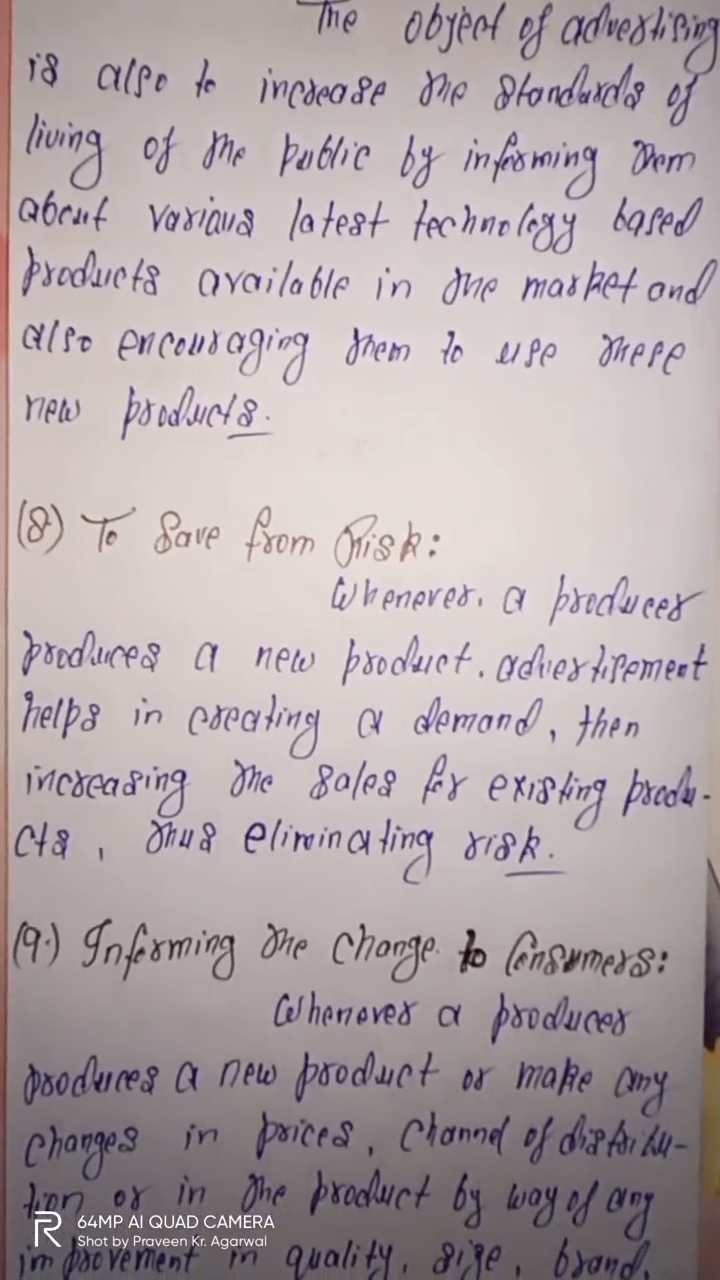 The object of advertising
is also to increase the standards of
living of the public by informing them
about various latest technology based
products available in the market and
also encouraging them to use these
new products.
(8) To Save from Risk:
Whenever, a producer
produces a new product, advertisement
helps in creating a demand, then
increasing the sales for existing produ-
cts, thus eliminating risk.
(9.) Informing the Change to Consumers:
Whenever a producer
produces a new product or make any
changes in prices, channel of distribu-
tion or in the product by way of any
improvement in quality, size, brand,
64MP AI QUAD CAMERA
Shot by Praveen Kr. Agarwal